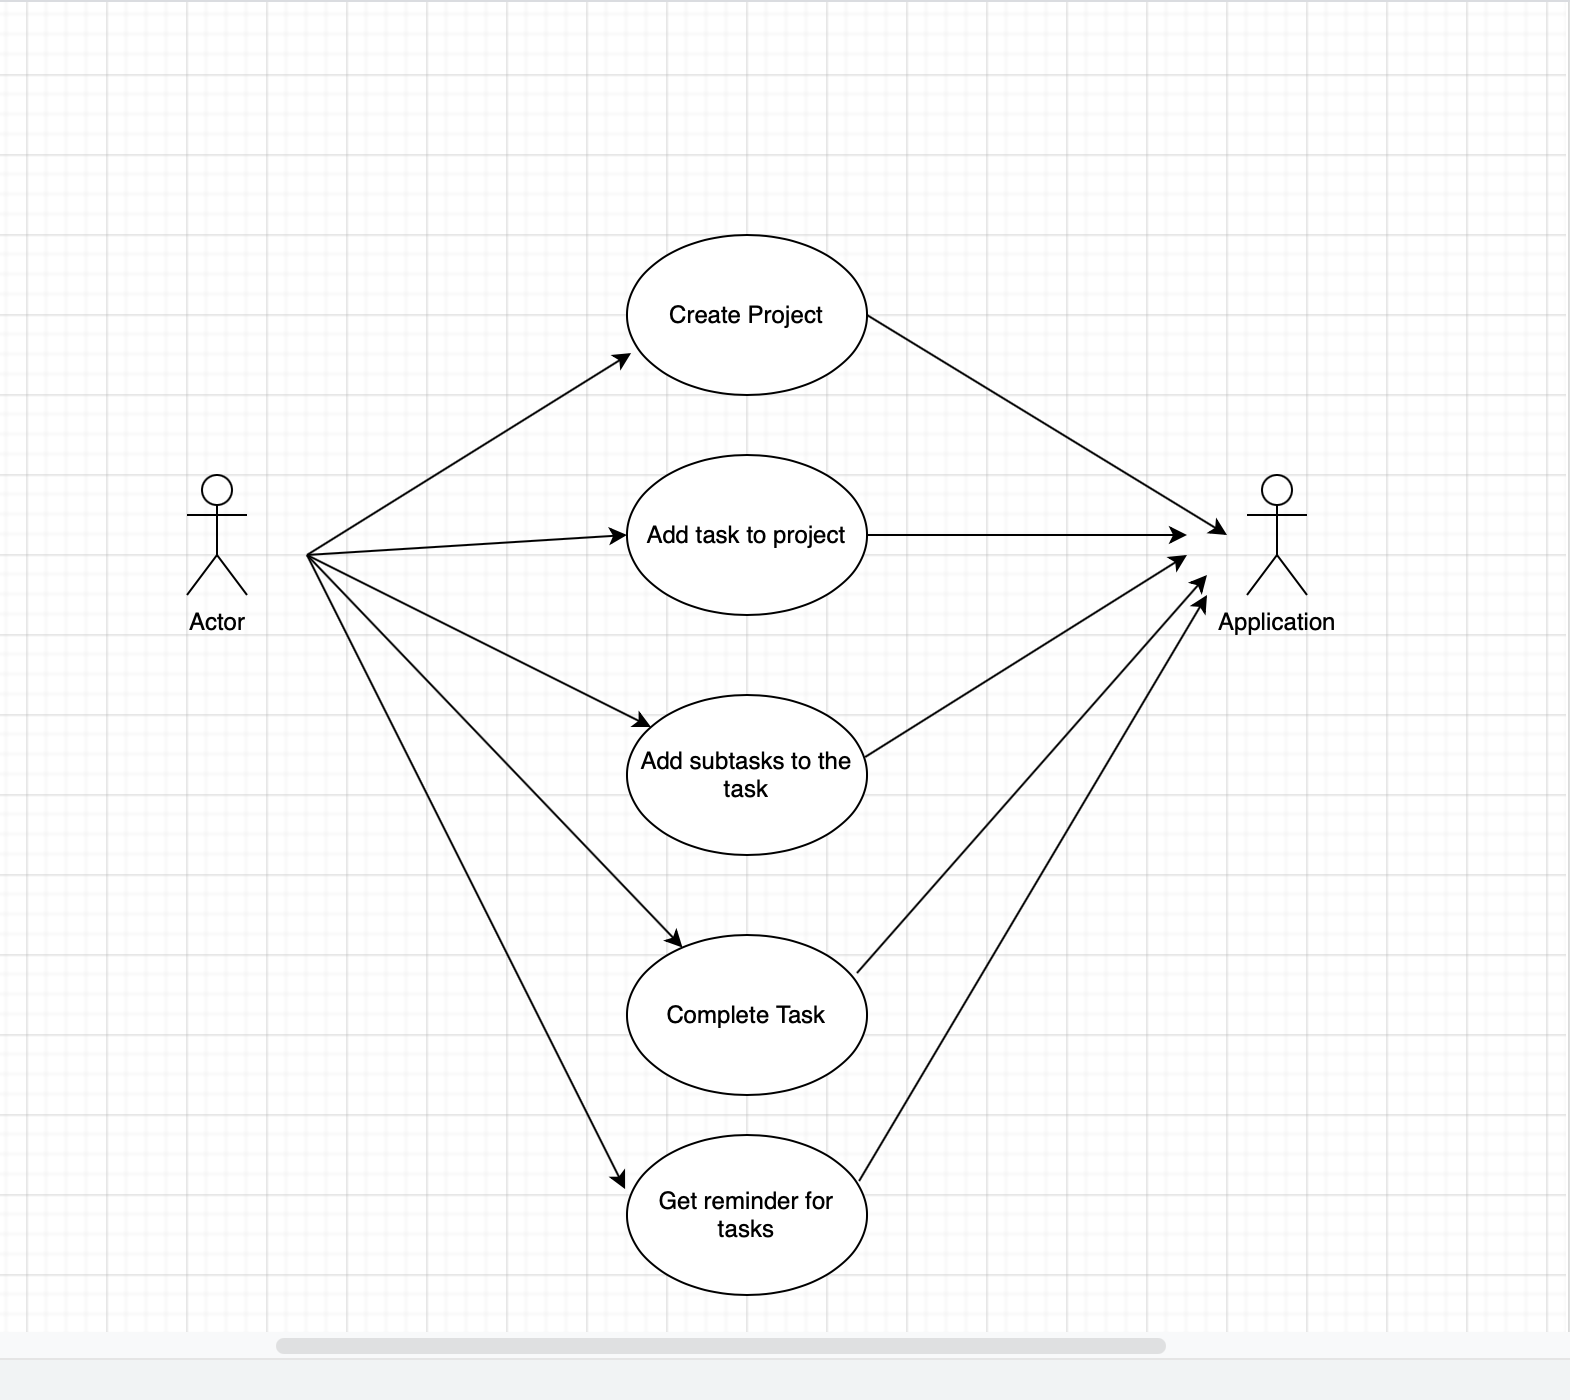 Create Project
Add task to project
Actor
Application
Add subtasks to the
task
Complete Task
Get reminder for
tasks